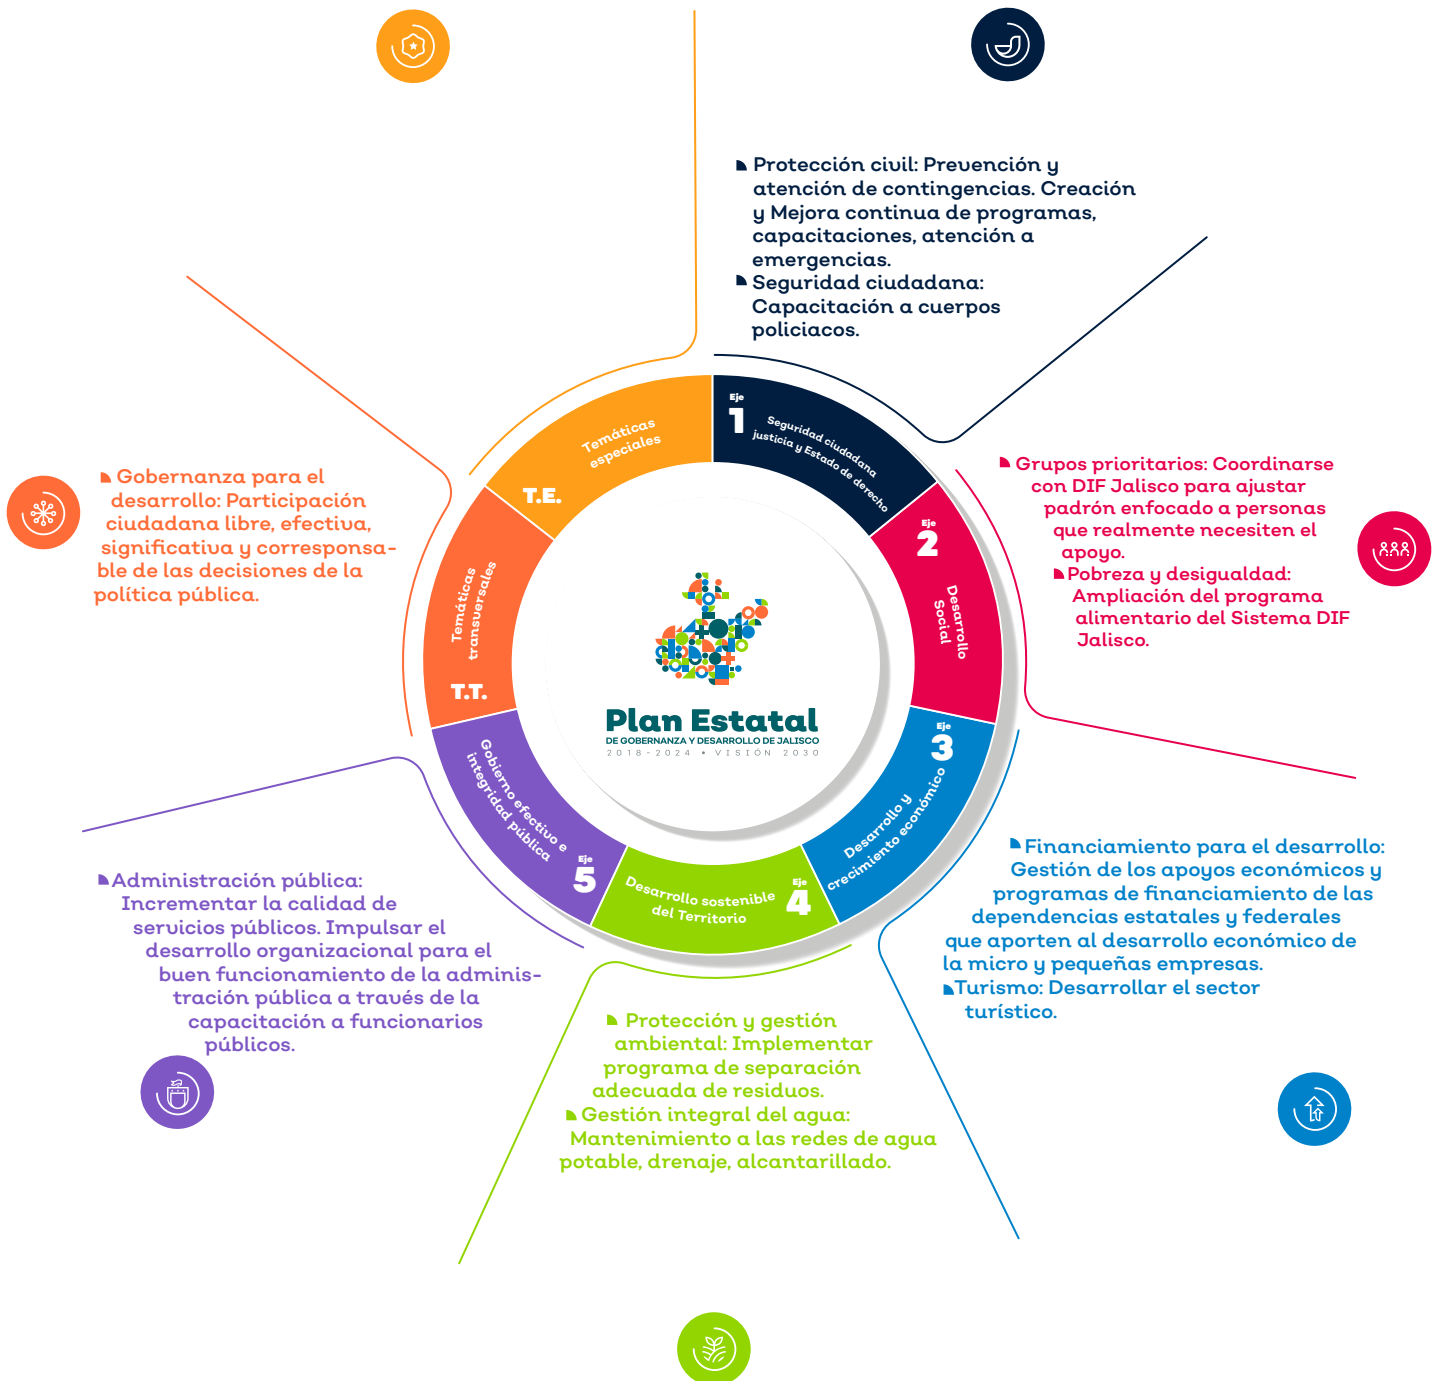 Protección civil: Prevención y
atención de contingencias. Creación
y Mejora continua de programas,
capacitaciones, atención a
emergencias.
Seguridad ciudadana:
Capacitación a cuerpos
policiacos.
Temáticas
especiales
T.E.
Eje
1
Seguridad ciudadana
justicia y Estado de derecho
Gobernanza para el
desarrollo: Participación
ciudadana libre, efectiva,
significativa y corresponsa-
ble de las decisiones de la
política pública.
Grupos prioritarios: Coordinarse
con DIF Jalisco para ajustar
padrón enfocado a personas
que realmente necesiten el
apoyo.
Pobreza y desigualdad:
Ampliación del programa
alimentario del Sistema DIF
Jalisco.
Eje
2
Desarrollo
Social
Temáticas
transversales
T.T.
Plan Estatal
DE GOBERNANZA Y DESARROLLO DE JALISCO
2018-2024 • VISIÓN 2030
Eje
3
Desarrollo y
crecimiento económico
Gobierno efectivo e
integridad pública
Eje
5
Desarrollo sostenible
del Territorio
Eje
4
Financiamiento para el desarrollo:
Gestión de los apoyos económicos y
programas de financiamiento de las
dependencias estatales y federales
que aporten al desarrollo económico de
la micro y pequeñas empresas.
Turismo: Desarrollar el sector
turístico.
Administración pública:
Incrementar la calidad de
servicios públicos. Impulsar el
desarrollo organizacional para el
buen funcionamiento de la adminis-
tración pública a través de la
capacitación a funcionarios
públicos.
Protección y gestión
ambiental: Implementar
programa de separación
adecuada de residuos.
Gestión integral del agua:
Mantenimiento a las redes de agua
potable, drenaje, alcantarillado.